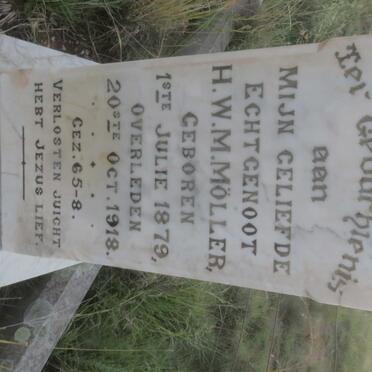 Ter Gedachtenis
aan
MIJN GELIEFDE
ECHTGENOOT
H.W.M.MÖLLER,
GEBOREN
1STE JULIE 1879,
OVERLEDEN
20STE OCT. 1918.
GEZ. 65-8.
VERLOSTEN JUICHT
HEBT JEZUS LIEF.